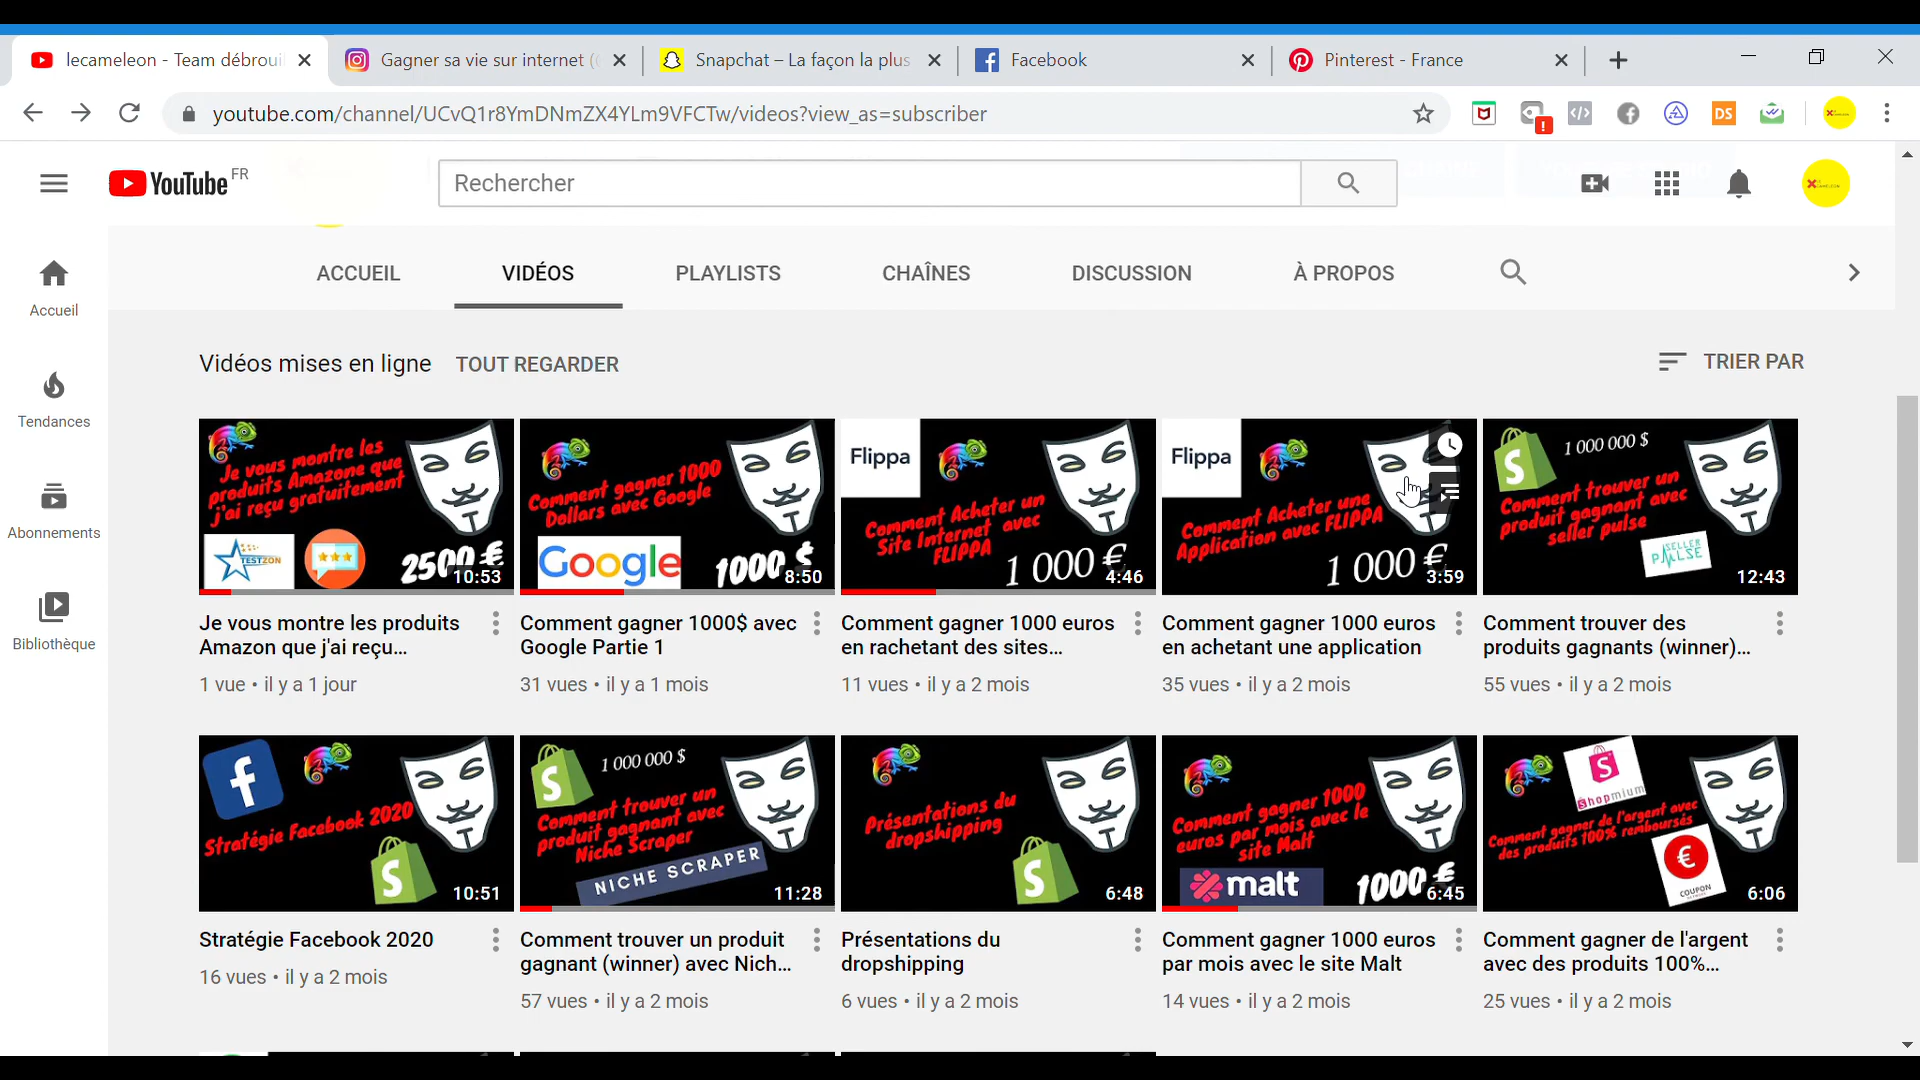 lecameleon - Team débroui
Gagner sa vie sur internet (
Snapchat – La façon la plus
Facebook
Pinterest - France
youtube.com/channel/UCvQ1r8YmDNmZX4YLm9VFCTw/videos?view_as=subscriber
DS
YouTube FR
Rechercher
ACCUEIL
VIDÉOS
PLAYLISTS
CHAÎNES
DISCUSSION
À PROPOS
Accueil
Tendances
Abonnements
Bibliothèque
Vidéos mises en ligne
TOUT REGARDER
TRIER PAR
Je vous montre les
produits Amazone que
j'ai reçu gratuitement
TESTZON
2500 €
10:53
Comment gagner 1000
Dollars avec Google
Google
1000 $
8:50
Flippa
Comment Acheter un
Site Internet avec
FLIPPA
1 000 €
4:46
Flippa
Comment Acheter une
Application avec FLIPPA
1 000 €
3:59
1 000 000 $
Comment trouver un
produit gagnant avec
seller pulse
SELLER
PULSE
12:43
Je vous montre les produits
Amazon que j'ai reçu...
1 vue • il y a 1 jour
Comment gagner 1000$ avec
Google Partie 1
31 vues • il y a 1 mois
Comment gagner 1000 euros
en rachetant des sites...
11 vues • il y a 2 mois
Comment gagner 1000 euros
en achetant une application
35 vues • il y a 2 mois
Comment trouver des
produits gagnants (winner)...
55 vues • il y a 2 mois
Stratégie Facebook 2020
10:51
1 000 000 $
Comment trouver un
produit gagnant avec
Niche Scraper
NICHE SCRAPER
11:28
Présentations du
dropshipping
6:48
Comment gagner 1000
euros par mois avec le
site Malt
malt
1000 €
6:45
shopmium
Comment gagner de l'argent avec
des produits 100% remboursés
COUPON
6:06
Stratégie Facebook 2020
16 vues • il y a 2 mois
Comment trouver un produit
gagnant (winner) avec Nich...
57 vues • il y a 2 mois
Présentations du
dropshipping
6 vues • il y a 2 mois
Comment gagner 1000 euros
par mois avec le site Malt
14 vues • il y a 2 mois
Comment gagner de l'argent
avec des produits 100%...
25 vues • il y a 2 mois